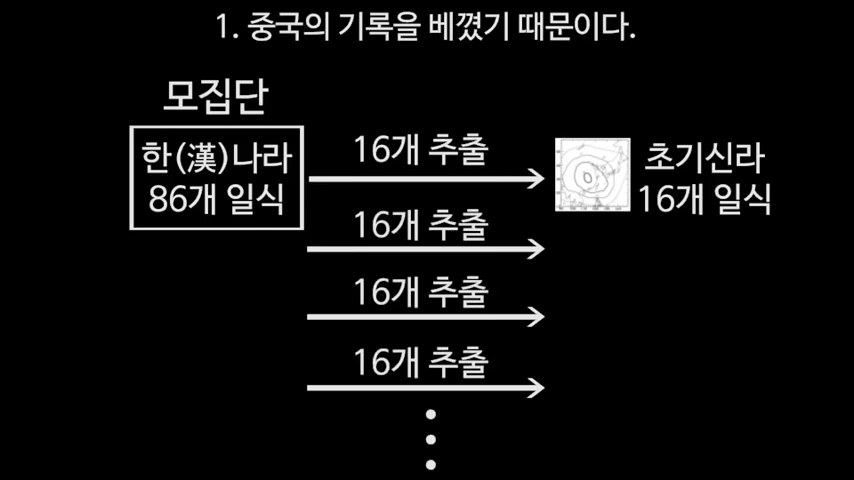 1. 중국의 기록을 베꼈기 때문이다.
모집단
한(漢)나라
86개 일식
16개 추출
초기신라
16개 일식
16개 추출
16개 추출
16개 추출